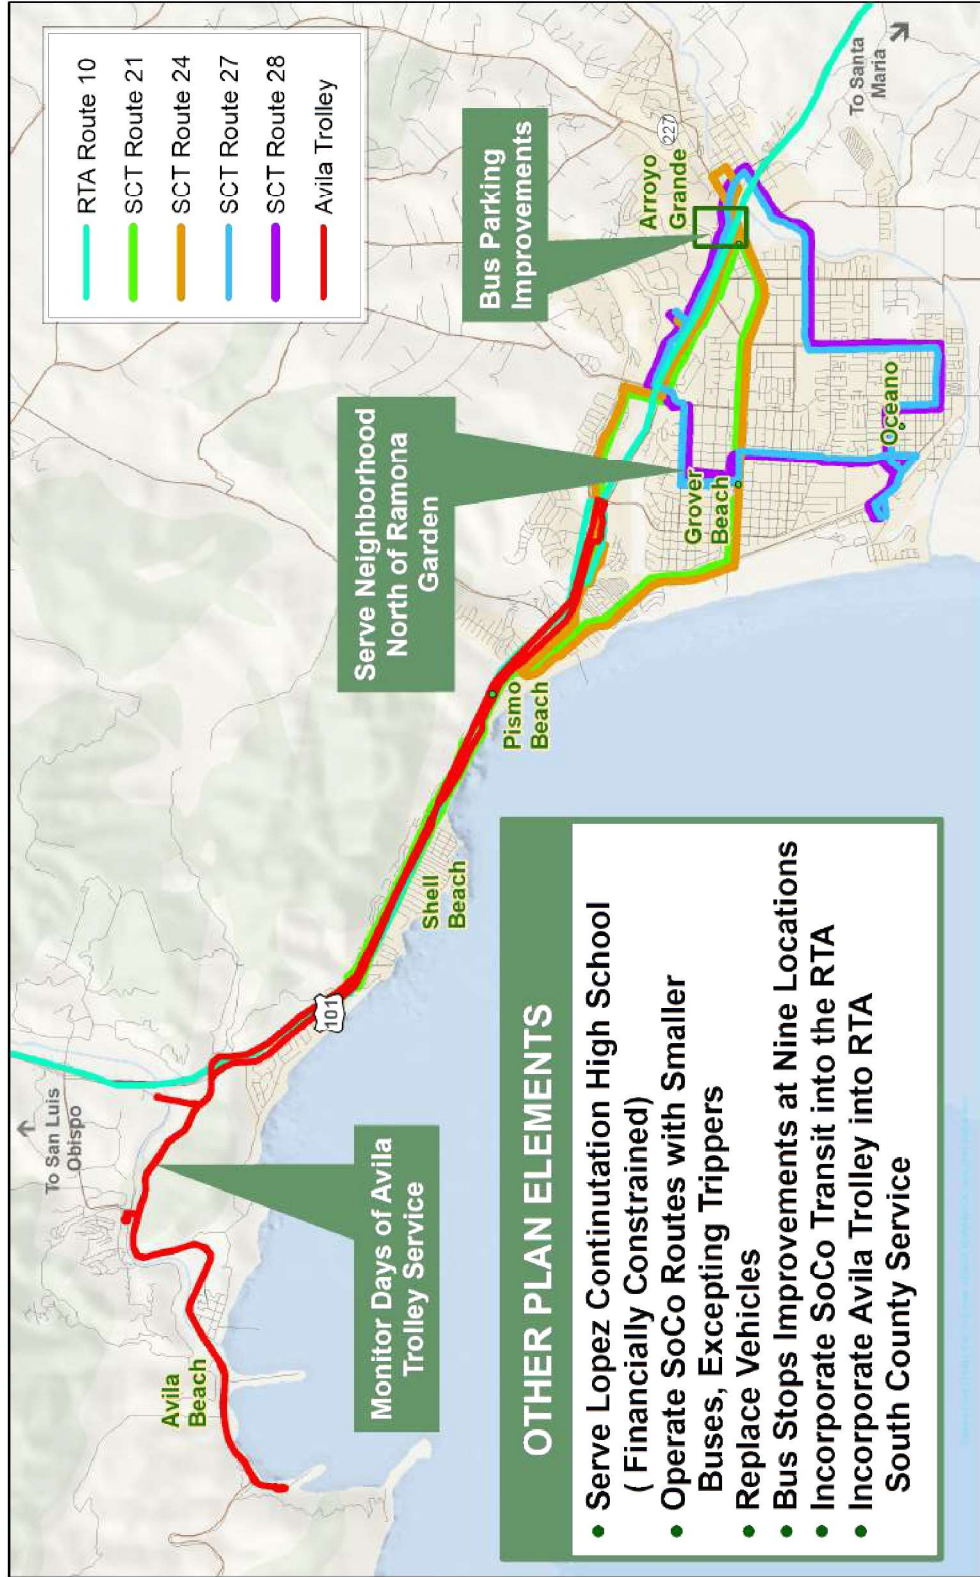 RTA Route 10
SCT Route 21
SCT Route 24
SCT Route 27
SCT Route 28
Avila Trolley
To San Luis
Obispo
Avila
Beach
Monitor Days of Avila
Trolley Service
101
Shell
Beach
Pismo
Beach
Serve Neighborhood
North of Ramona
Garden
Grover
Beach
Bus Parking
Improvements
Arroyo
Grande
227
Oceano
To Santa
Maria
OTHER PLAN ELEMENTS
• Serve Lopez Continutation High School
( Financially Constrained)
• Operate SoCo Routes with Smaller
Buses, Excepting Trippers
• Replace Vehicles
• Bus Stops Improvements at Nine Locations
• Incorporate SoCo Transit into the RTA
• Incorporate Avila Trolley into RTA
South County Service